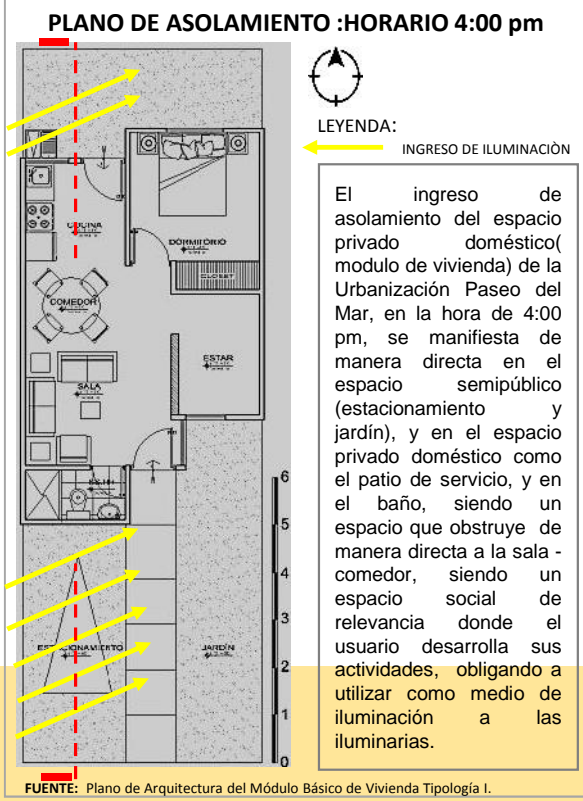 PLANO DE ASOLAMIENTO :HORARIO 4:00 pm
LEYENDA:
INGRESO DE ILUMINACIÒN
El ingreso de
asolamiento del espacio
privado doméstico(
modulo de vivienda) de la
Urbanización Paseo del
Mar, en la hora de 4:00
pm, se manifiesta de
manera directa en el
espacio semipúblico
(estacionamiento y
jardín), y en el espacio
privado doméstico como
el patio de servicio, y en
el baño, siendo un
espacio que obstruye de
manera directa a la sala -
comedor, siendo un
espacio social de
relevancia donde el
usuario desarrolla sus
actividades, obligando a
utilizar como medio de
iluminación a las
iluminarias.
COCINA
DORMITORIO
CLOSET
COMEDOR
ESTAR
SALA
SS.HH
ESTACIONAMIENTO
JARDÍN
6
5
4
3
2
1
0
FUENTE: Plano de Arquitectura del Módulo Básico de Vivienda Tipología I.